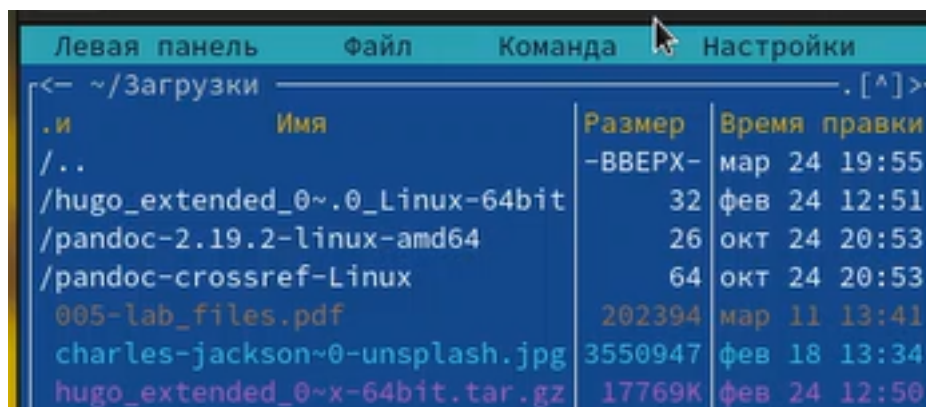 Левая панель Файл Команда Настройки
<— ~/Загрузки .[^]>
.и Имя Размер Время правки
/.. -ВВЕРХ- мар 24 19:55
/hugo_extended_0~.0_Linux-64bit 32 фев 24 12:51
/pandoc-2.19.2-linux-amd64 26 окт 24 20:53
/pandoc-crossref-Linux 64 окт 24 20:53
005-lab_files.pdf 202394 мар 11 13:41
charles-jackson~0-unsplash.jpg 3550947 фев 18 13:34
hugo_extended_0~x-64bit.tar.gz 17769K фев 24 12:50